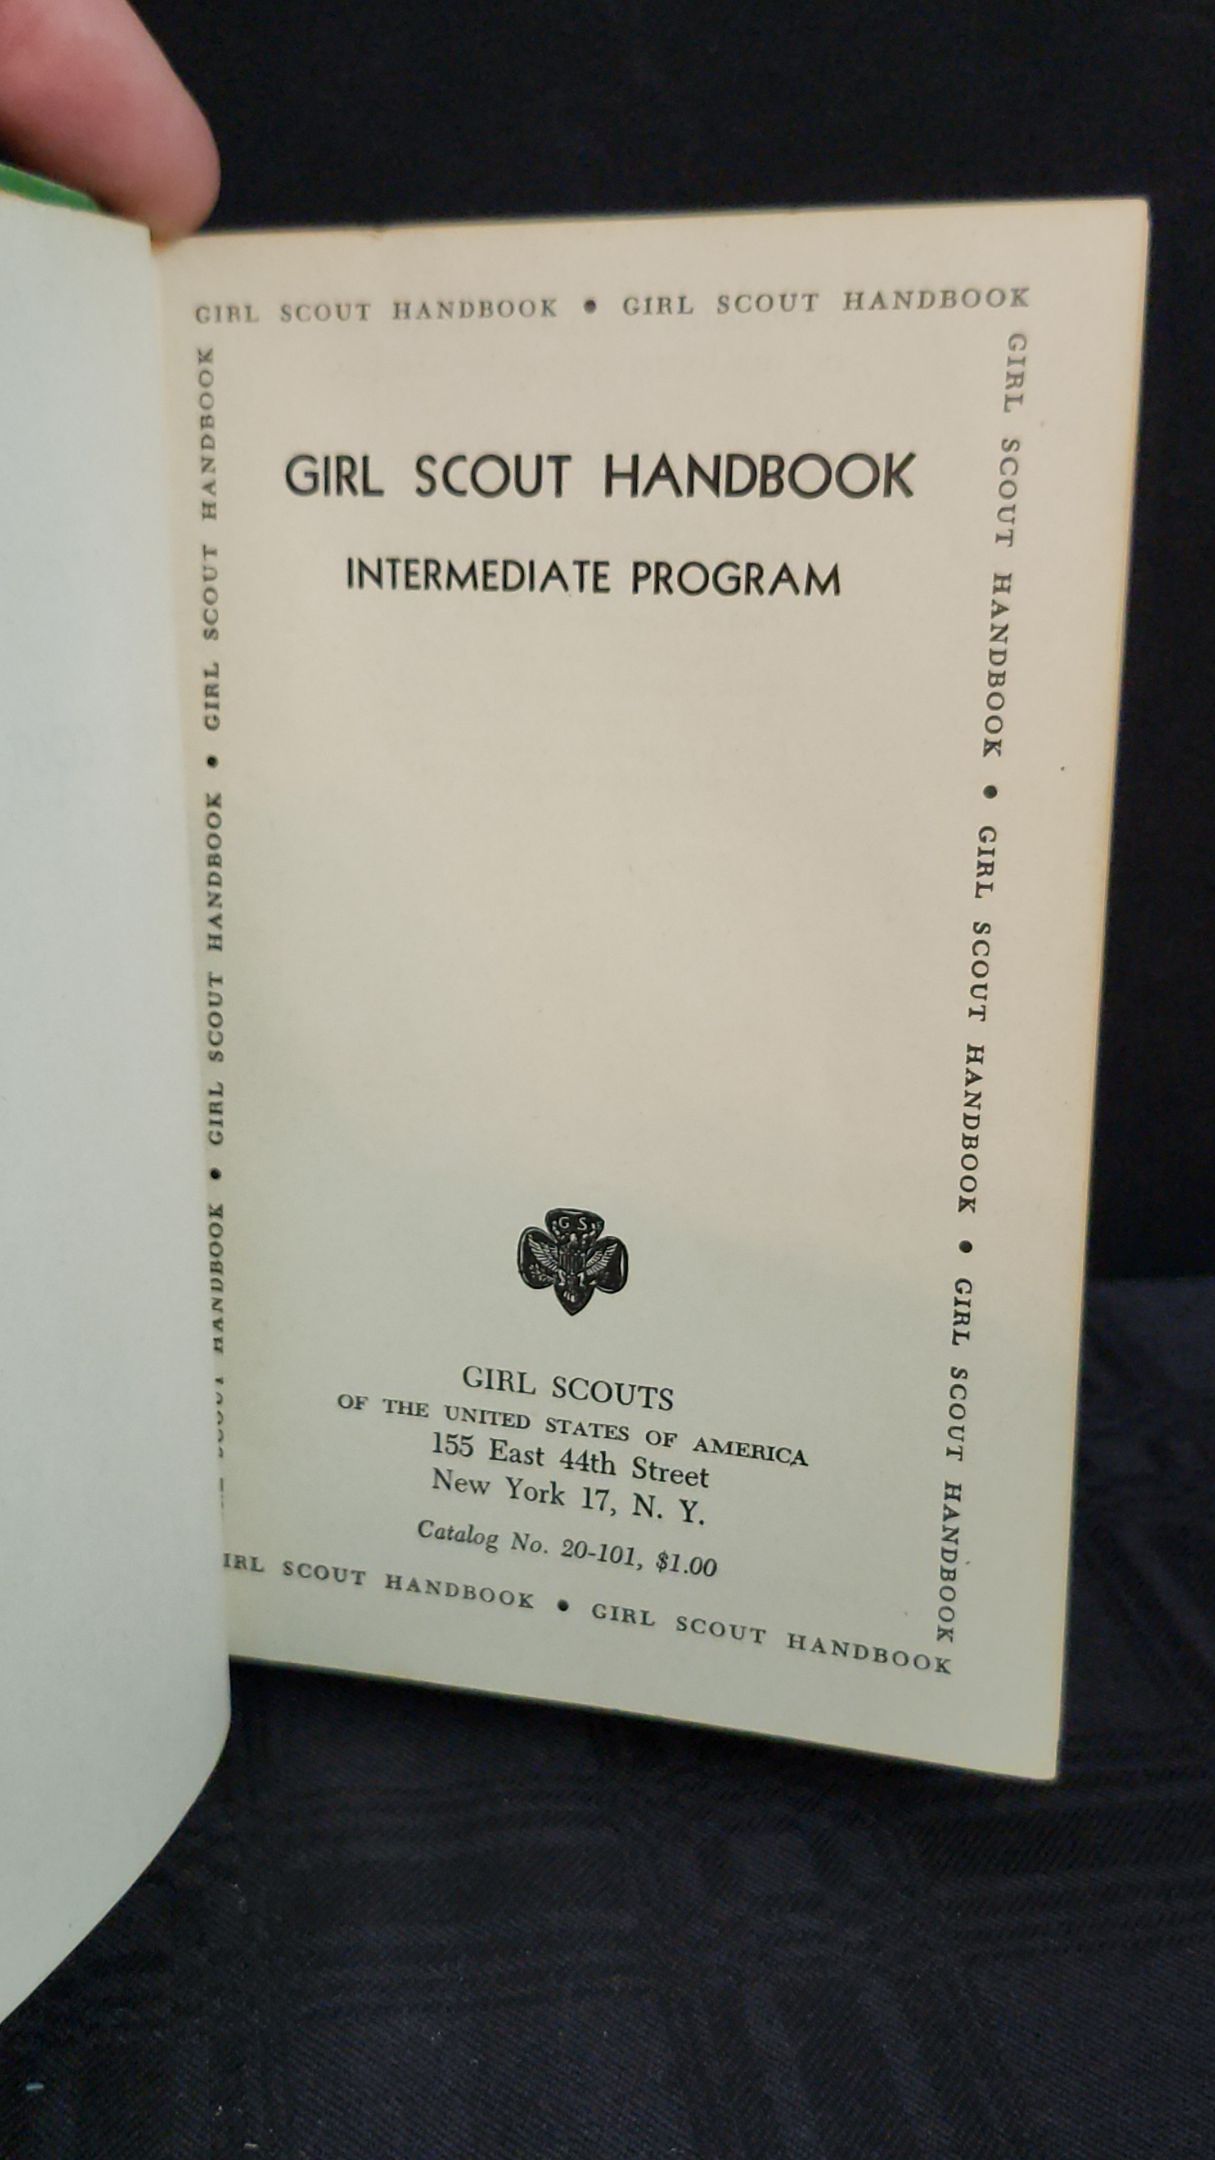 GIRL SCOUT HANDBOOK • GIRL SCOUT HANDBOOK
GIRL SCOUT HANDBOOK • GIRL SCOUT HANDBOOK • GIRL SCOUT HANDBOOK
GIRL SCOUT HANDBOOK
INTERMEDIATE PROGRAM
G S
GIRL SCOUTS
OF THE UNITED STATES OF AMERICA
155 East 44th Street
New York 17, N. Y.
Catalog No. 20-101, $1.00
SCOUT HANDBOOK • GIRL SCOUT HANDBOOK • GIRL SCOUT HANDBOOK
IRL SCOUT HANDBOOK • GIRL SCOUT HANDBOOK